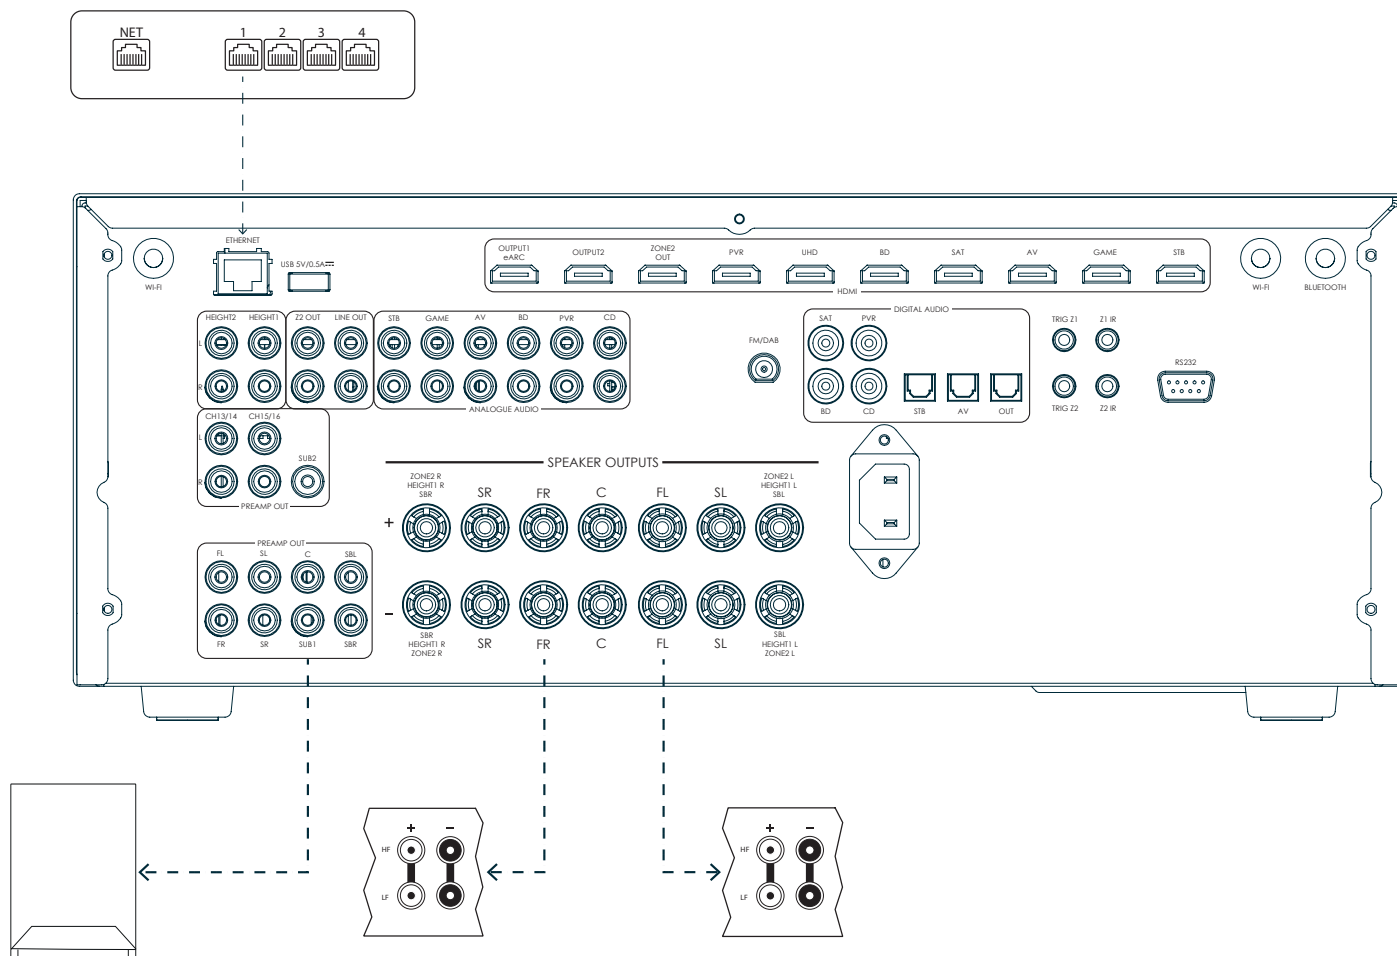 NET 1 2 3 4
ETHERNET
USB 5V/0.5A⎓
WI-FI
OUTPUT1
eARC
OUTPUT2
ZONE2
OUT
PVR
UHD
BD
SAT
AV
GAME
STB
HDMI
WI-FI
BLUETOOTH
HEIGHT2 HEIGHT1 Z2 OUT LINE OUT STB GAME AV BD PVR CD
L
R
ANALOGUE AUDIO
FM/DAB
DIGITAL AUDIO
SAT PVR
BD CD STB AV OUT
TRIG Z1 Z1 IR
TRIG Z2 Z2 IR
RS232
CH13/14 CH15/16
L
SUB2
R
PREAMP OUT
SPEAKER OUTPUTS
ZONE2 R
HEIGHT1 R
SBR
SR FR C FL SL
ZONE2 L
HEIGHT1 L
SBL
+
−
SBR
HEIGHT1 R
ZONE2 R
SR FR C FL SL
SBL
HEIGHT1 L
ZONE2 L
PREAMP OUT
FL SL C SBL
FR SR SUB1 SBR
+ −
HF
LF
+ −
HF
LF